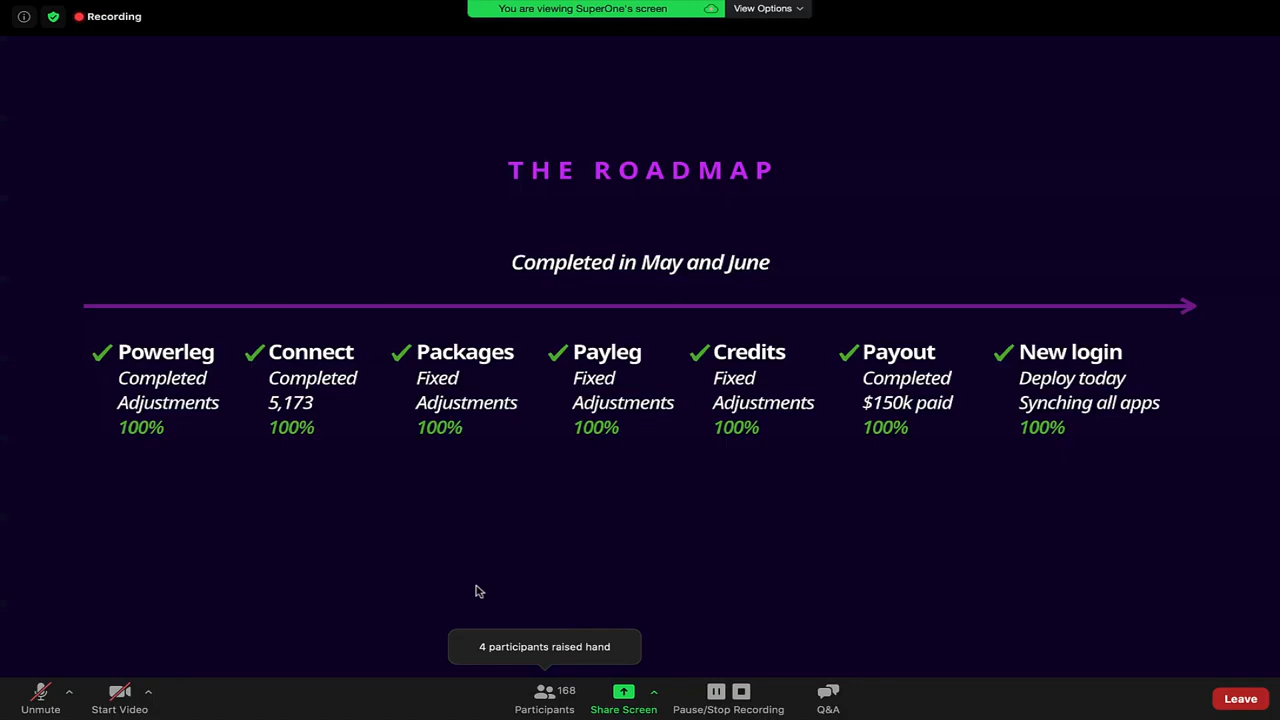 Recording
You are viewing SuperOne's screen
View Options
THE ROADMAP
Completed in May and June
Powerleg
Completed
Adjustments
100%
Connect
Completed
5,173
100%
Packages
Fixed
Adjustments
100%
Payleg
Fixed
Adjustments
100%
Credits
Fixed
Adjustments
100%
Payout
Completed
$150k paid
100%
New login
Deploy today
Synching all apps
100%
4 participants raised hand
Unmute
Start Video
168
Participants
Share Screen
Pause/Stop Recording
Q&A
Leave